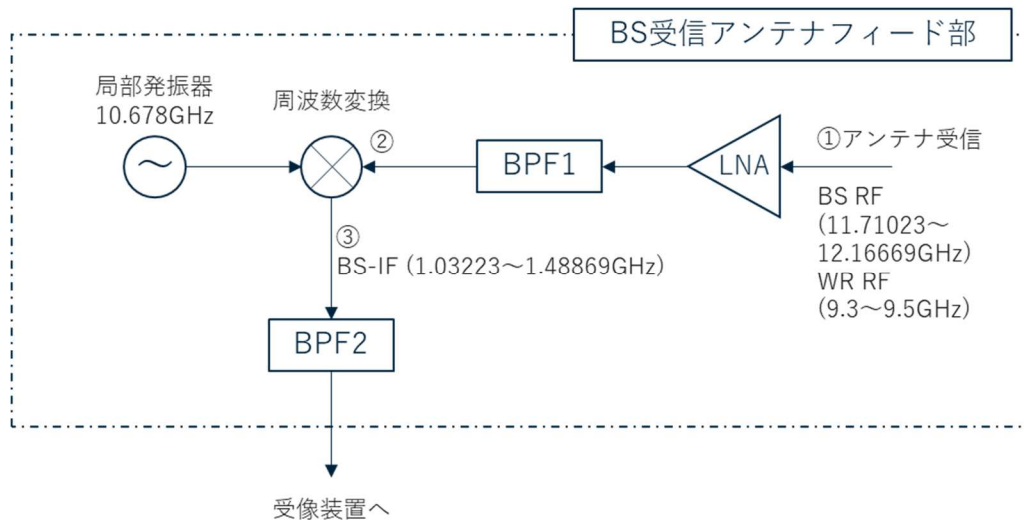 BS受信アンテナフィード部
局部発振器
10.678GHz
周波数変換
②
BPF1
LNA
①アンテナ受信
BS RF
(11.71023～
12.16669GHz)
WR RF
(9.3～9.5GHz)
③
BS-IF (1.03223～1.48869GHz)
BPF2
受像装置へ